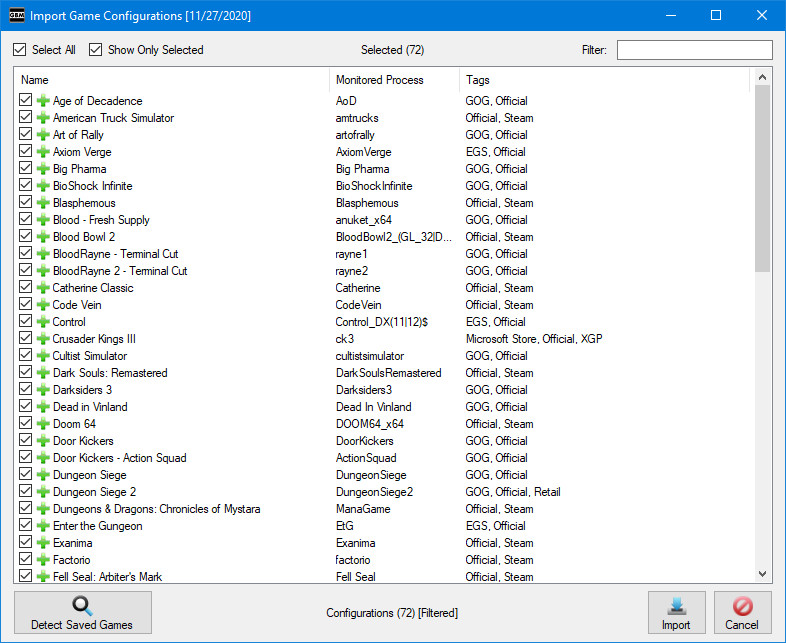 GBM Import Game Configurations [11/27/2020]
Select All Show Only Selected Selected (72) Filter:
Name Monitored Process Tags
Age of Decadence AoD GOG, Official
American Truck Simulator amtrucks Official, Steam
Art of Rally artofrally GOG, Official
Axiom Verge AxiomVerge EGS, Official
Big Pharma Big Pharma GOG, Official
BioShock Infinite BioShockInfinite GOG, Official
Blasphemous Blasphemous Official, Steam
Blood - Fresh Supply anuket_x64 GOG, Official
Blood Bowl 2 BloodBowl2_(GL_32|D... Official, Steam
BloodRayne - Terminal Cut rayne1 GOG, Official
BloodRayne 2 - Terminal Cut rayne2 GOG, Official
Catherine Classic Catherine Official, Steam
Code Vein CodeVein Official, Steam
Control Control_DX(11|12)$ EGS, Official
Crusader Kings III ck3 Microsoft Store, Official, XGP
Cultist Simulator cultistsimulator GOG, Official
Dark Souls: Remastered DarkSoulsRemastered Official, Steam
Darksiders 3 Darksiders3 GOG, Official
Dead in Vinland Dead In Vinland GOG, Official
Doom 64 DOOM64_x64 Official, Steam
Door Kickers DoorKickers GOG, Official
Door Kickers - Action Squad ActionSquad GOG, Official
Dungeon Siege DungeonSiege GOG, Official
Dungeon Siege 2 DungeonSiege2 GOG, Official, Retail
Dungeons & Dragons: Chronicles of Mystara ManaGame Official, Steam
Enter the Gungeon EtG EGS, Official
Exanima Exanima Official, Steam
Factorio factorio Official, Steam
Fell Seal: Arbiter's Mark Fell Seal Official, Steam
Detect Saved Games Configurations (72) [Filtered] Import Cancel